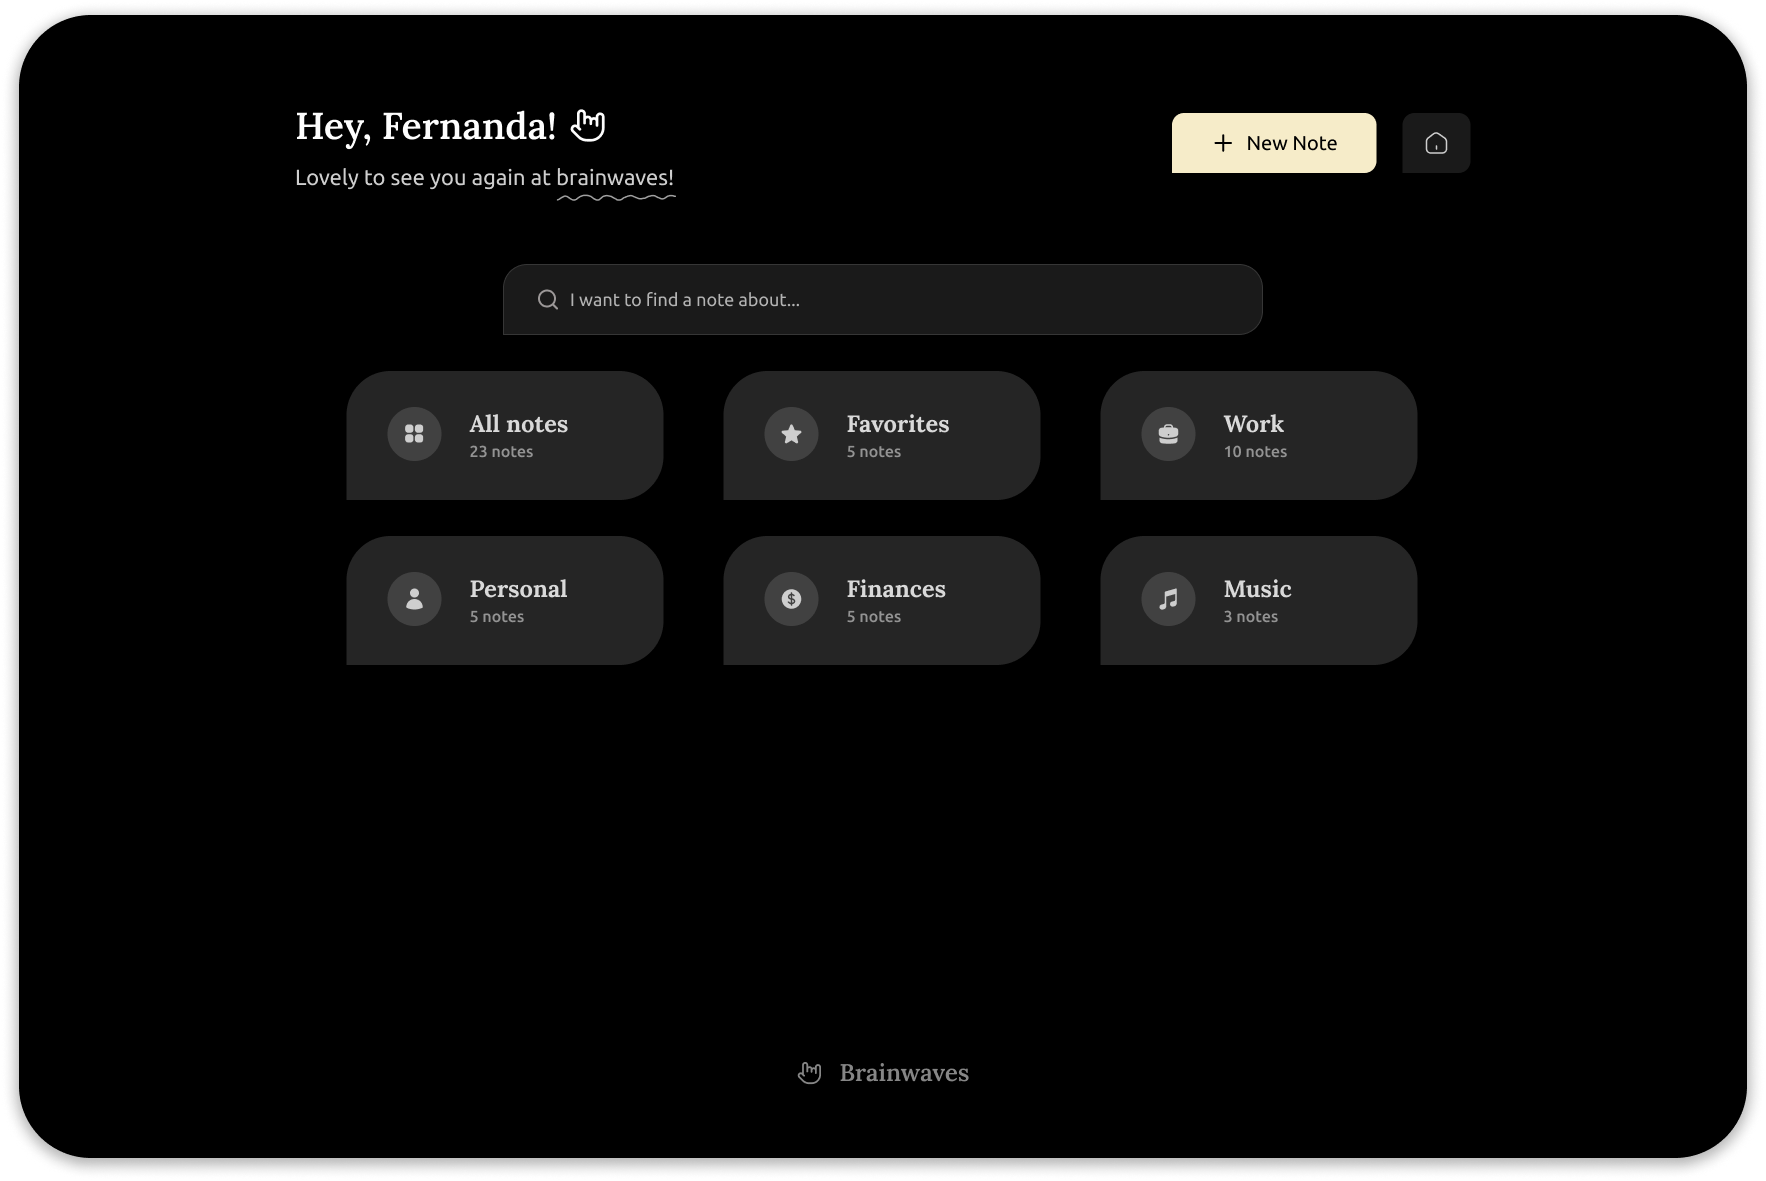 Hey, Fernanda!
Lovely to see you again at brainwaves!
New Note
I want to find a note about...
All notes
23 notes
Favorites
5 notes
Work
10 notes
Personal
5 notes
Finances
5 notes
Music
3 notes
Brainwaves